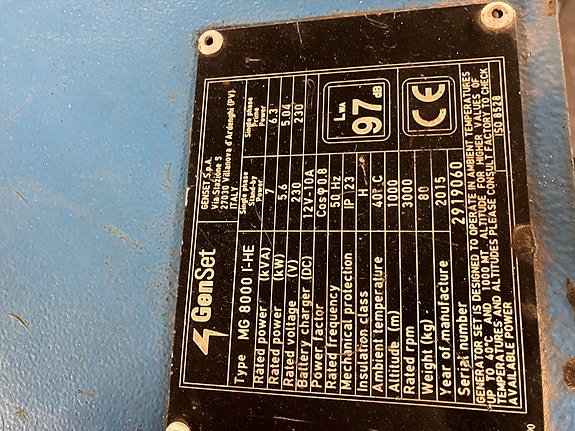 GenSet
GENSET S.p.A.
Via Stazione 5
27030 Villanova d'Ardenghi (PV)
ITALY
Type MG 8000 I-HE
Single phase Stand-by Power
Single phase Prime Power
Rated power (kVA) 7 6.3
Rated power (kW) 5.6 5.04
Rated voltage (V) 230 230
Battery charger (DC) 12V -10A
Power factor Cos φ 0.8
Rated frequency 50 Hz
Mechanical protection IP 23
Insulation class H
Ambient temperature 40° C
Altitude (m) 1000
Rated rpm 3000
Weight (kg) 80
Year of manufacture 2015
Serial number 2919060
LWA
97 dB
CE
GENERATOR SET IS DESIGNED TO OPERATE IN AMBIENT TEMPERATURES
UP TO 40°C AND 1000 MT. ALTITUDE FOR HIGHER VALUES OF
TEMPERATURES AND ALTITUDES PLEASE CONSULT FACTORY TO CHECK
AVAILABLE POWER
ISO 8528